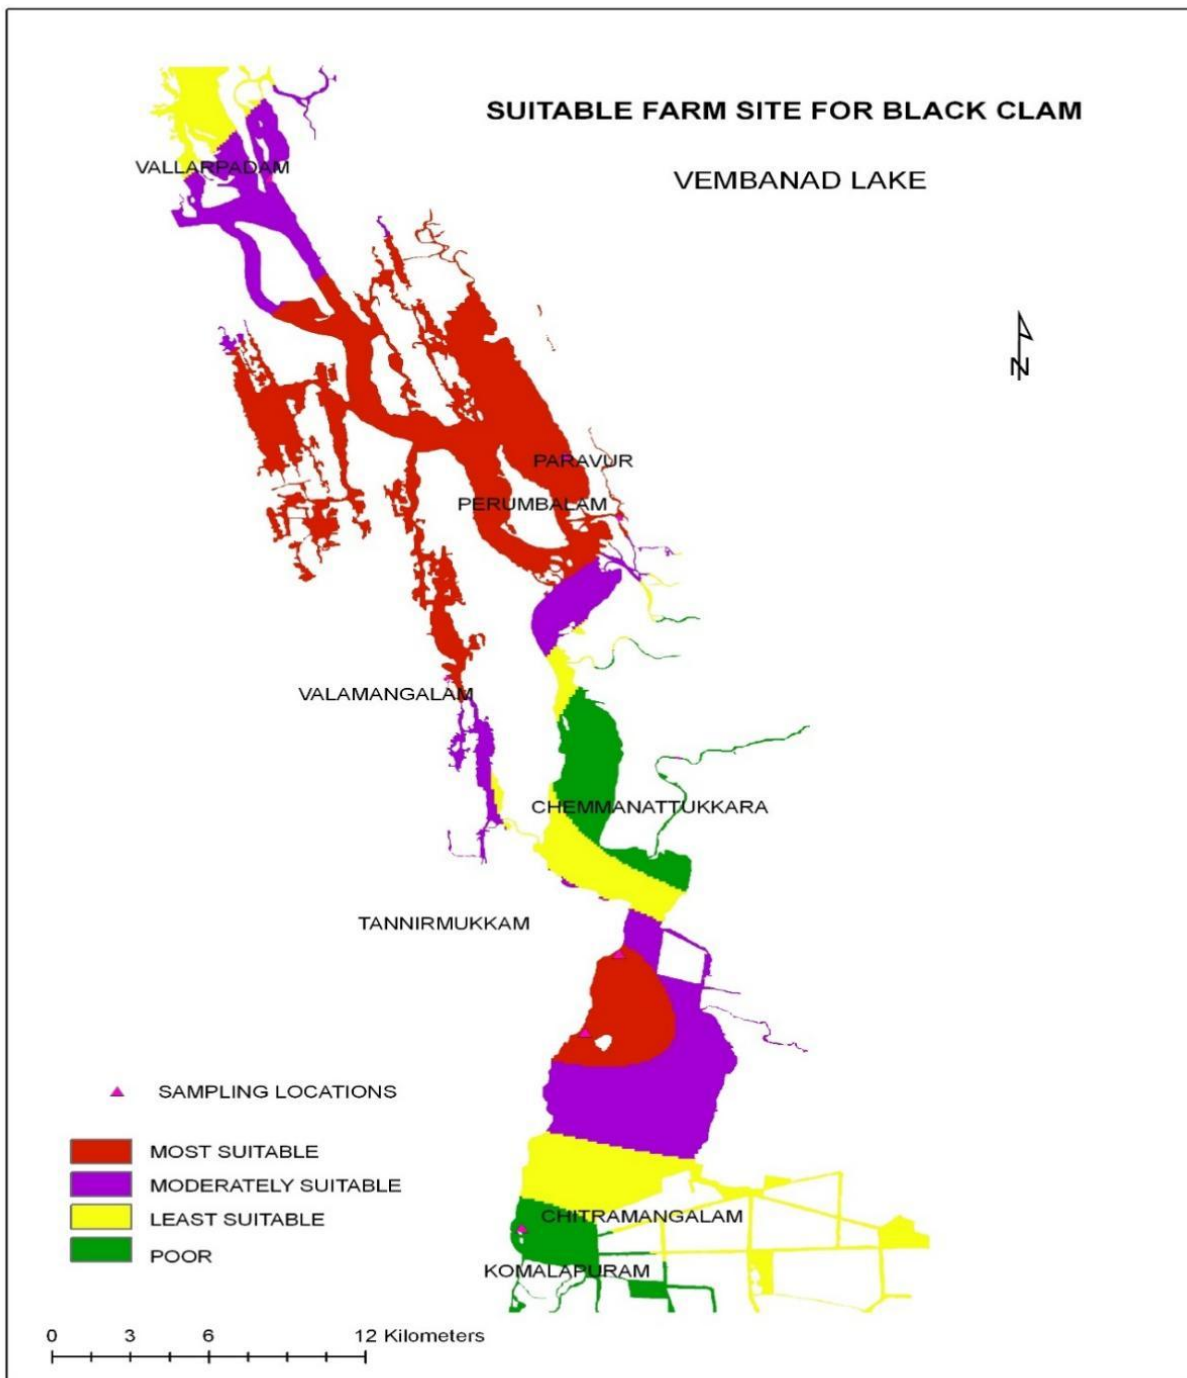 SUITABLE FARM SITE FOR BLACK CLAM
VEMBANAD LAKE
VALLARPADAM
N
PARAVUR
PERUMBALAM
VALAMANGALAM
CHEMMANATTUKKARA
TANNIRMUKKAM
SAMPLING LOCATIONS
MOST SUITABLE
MODERATELY SUITABLE
LEAST SUITABLE
POOR
CHITRAMANGALAM
KOMALAPURAM
0 3 6 12 Kilometers